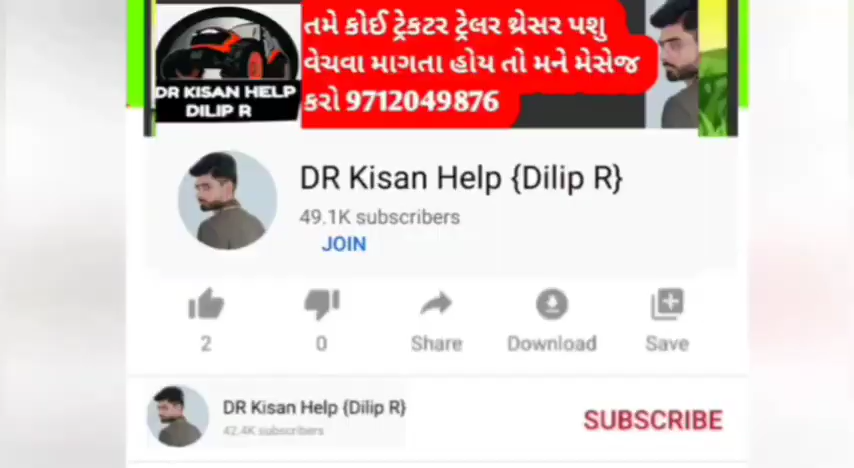 તમે કોઈ ટ્રેકટર ટ્રેલર થ્રેસર પશુ
વેચવા માગતા હોય તો મને મેસેજ
કરો 9712049876
DR KISAN HELP
DILIP R
DR Kisan Help {Dilip R}
49.1K subscribers
JOIN
2
0
Share
Download
Save
DR Kisan Help {Dilip R}
42.4K subscribers
SUBSCRIBE